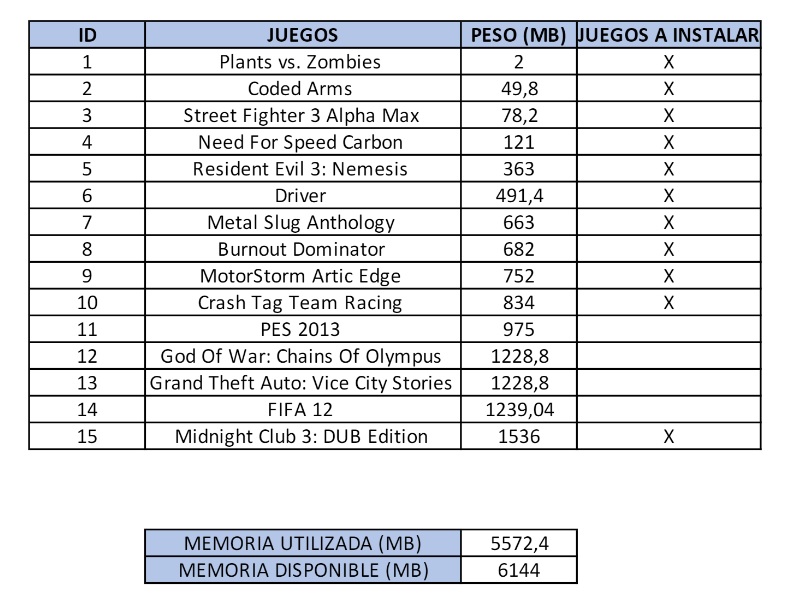 ID JUEGOS PESO (MB) JUEGOS A INSTALAR
1 Plants vs. Zombies 2 X
2 Coded Arms 49,8 X
3 Street Fighter 3 Alpha Max 78,2 X
4 Need For Speed Carbon 121 X
5 Resident Evil 3: Nemesis 363 X
6 Driver 491,4 X
7 Metal Slug Anthology 663 X
8 Burnout Dominator 682 X
9 MotorStorm Artic Edge 752 X
10 Crash Tag Team Racing 834 X
11 PES 2013 975
12 God Of War: Chains Of Olympus 1228,8
13 Grand Theft Auto: Vice City Stories 1228,8
14 FIFA 12 1239,04
15 Midnight Club 3: DUB Edition 1536 X
MEMORIA UTILIZADA (MB) 5572,4
MEMORIA DISPONIBLE (MB) 6144